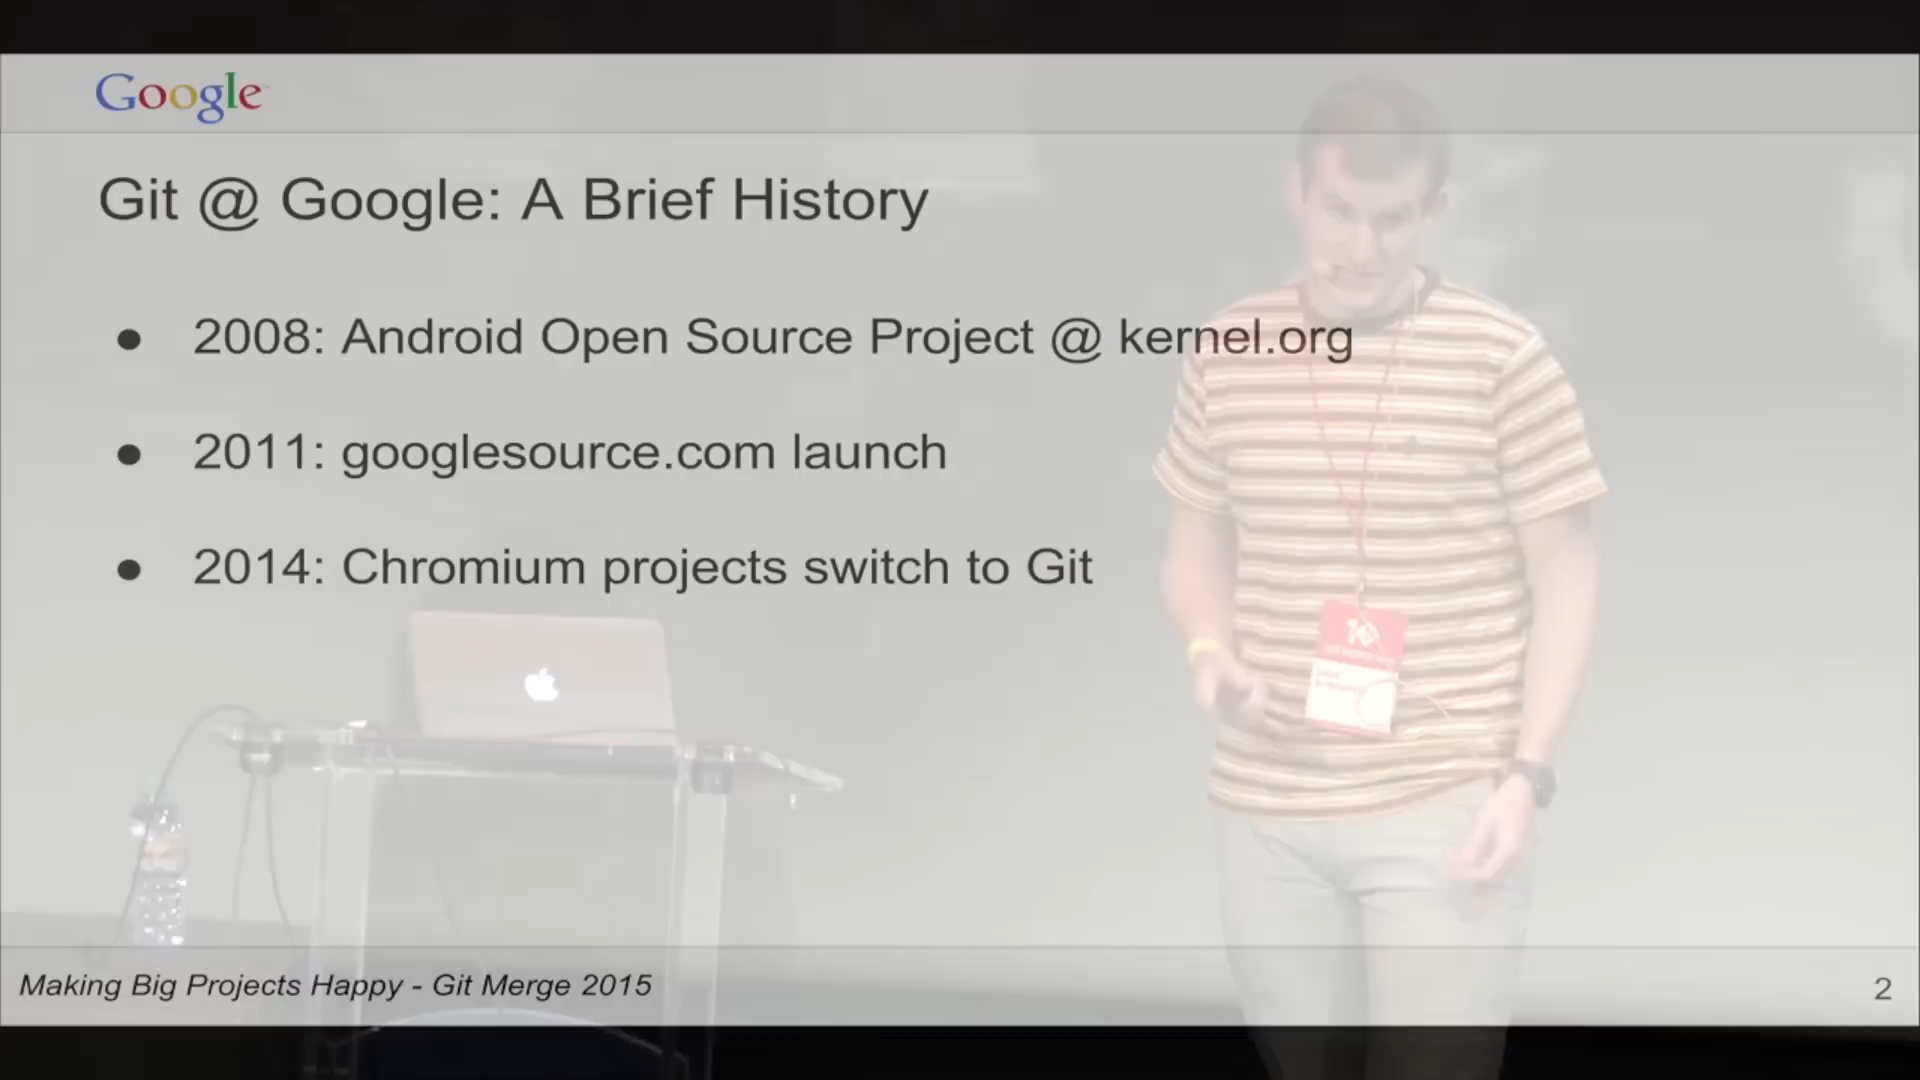 Google
Git @ Google: A Brief History
● 2008: Android Open Source Project @ kernel.org
● 2011: googlesource.com launch
● 2014: Chromium projects switch to Git
Making Big Projects Happy - Git Merge 2015
2